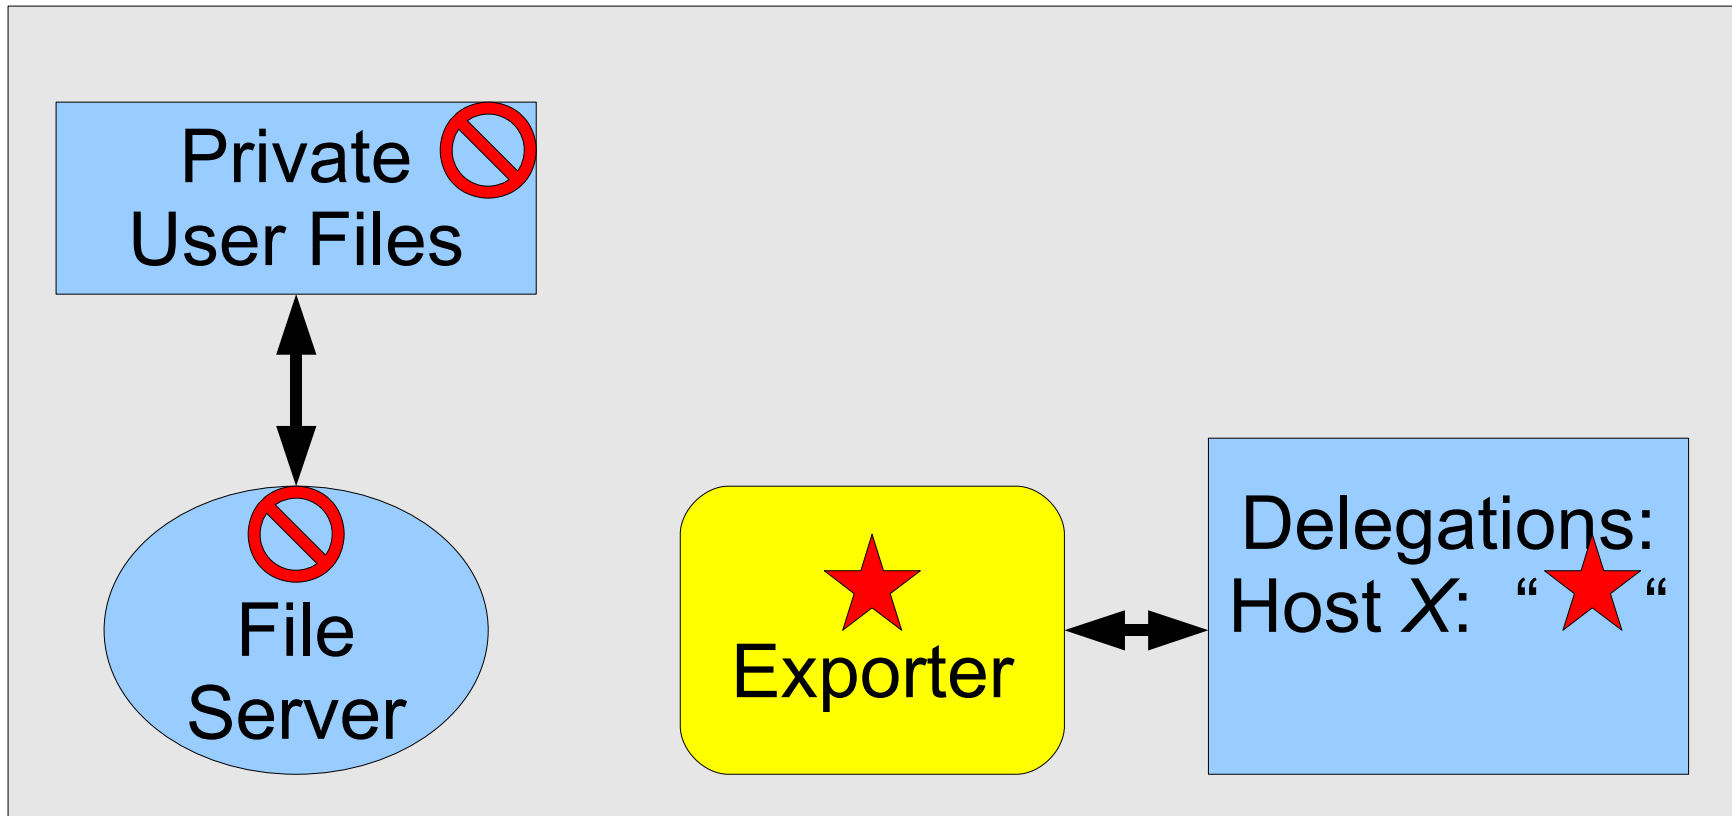 Private
User Files
File
Server
Exporter
Delegations:
Host X: “ “